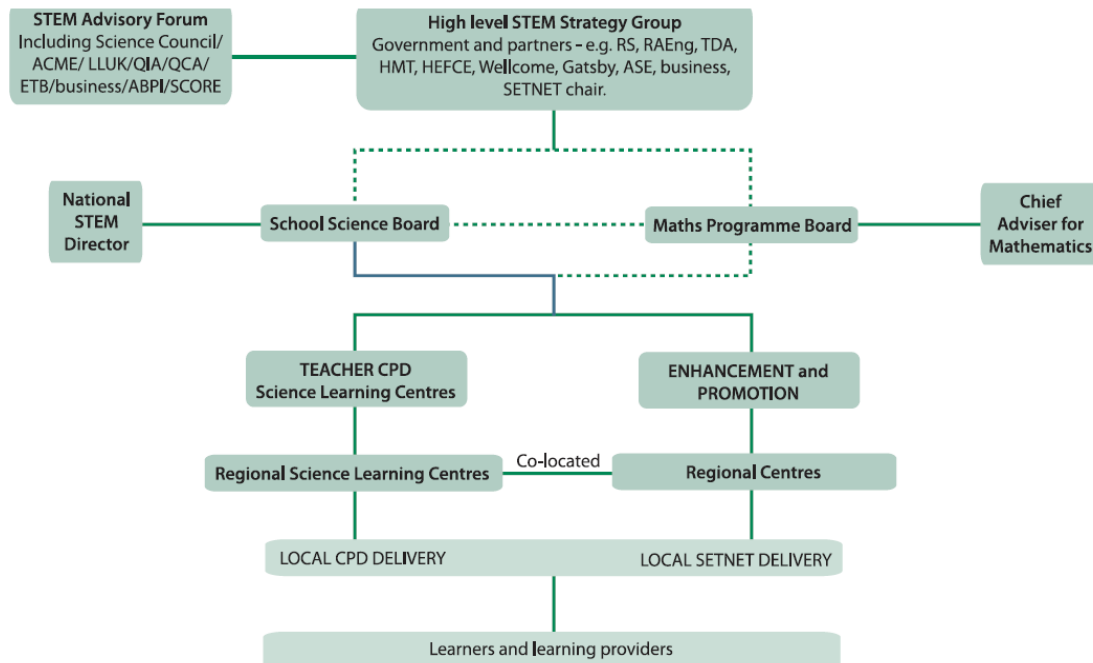 STEM Advisory Forum
Including Science Council/
ACME/ LLUK/QIA/QCA/
ETB/business/ABPI/SCORE
High level STEM Strategy Group
Government and partners - e.g. RS, RAEng, TDA,
HMT, HEFCE, Wellcome, Gatsby, ASE, business,
SETNET chair.
National
STEM
Director
School Science Board
Maths Programme Board
Chief
Adviser for
Mathematics
TEACHER CPD
Science Learning Centres
ENHANCEMENT and
PROMOTION
Regional Science Learning Centres
Co-located
Regional Centres
LOCAL CPD DELIVERY
LOCAL SETNET DELIVERY
Learners and learning providers